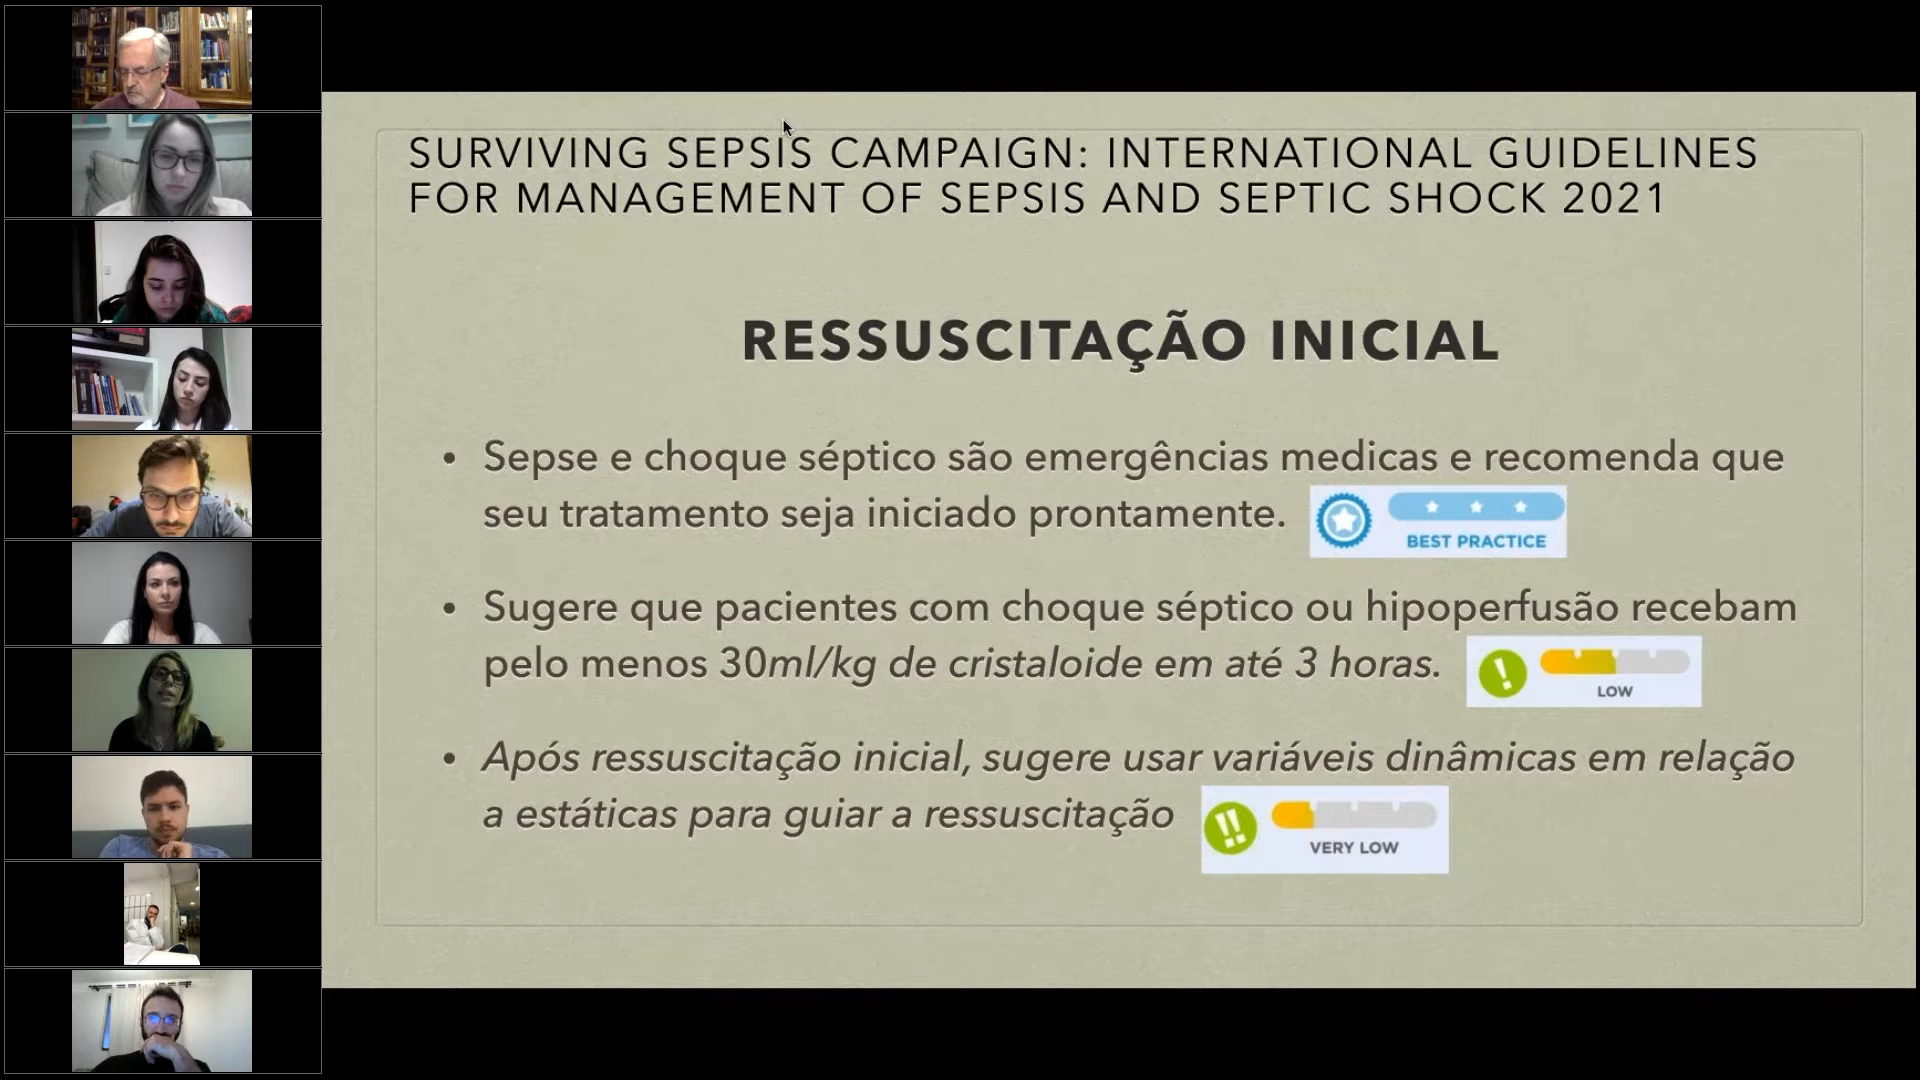 SURVIVING SEPSIS CAMPAIGN: INTERNATIONAL GUIDELINES
FOR MANAGEMENT OF SEPSIS AND SEPTIC SHOCK 2021
RESSUSCITAÇÃO INICIAL
• Sepse e choque séptico são emergências medicas e recomenda que
seu tratamento seja iniciado prontamente.
BEST PRACTICE
• Sugere que pacientes com choque séptico ou hipoperfusão recebam
pelo menos 30ml/kg de cristaloide em até 3 horas.
LOW
• Após ressuscitação inicial, sugere usar variáveis dinâmicas em relação
a estáticas para guiar a ressuscitação
VERY LOW